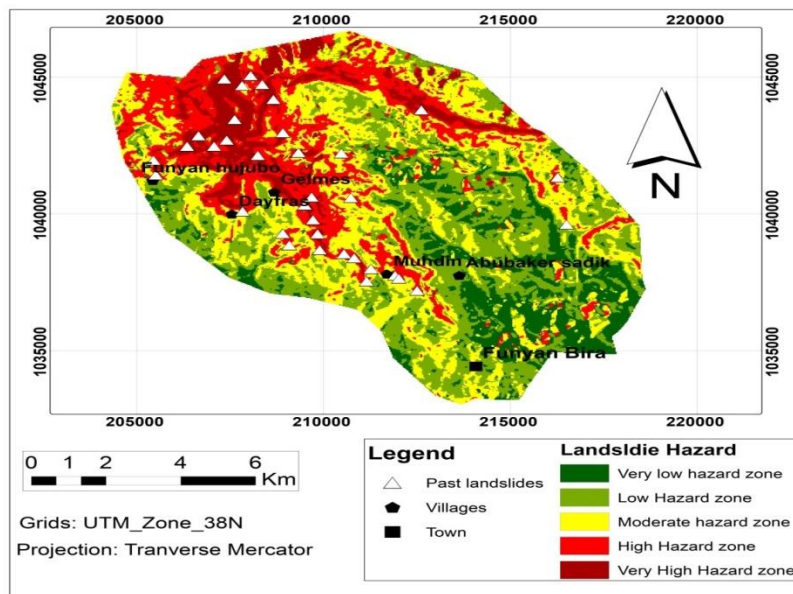 205000 210000 215000 220000
1045000
1045000
N
Funyan hujubo
Gelmes
1040000
Dayfras
1040000
Muhdin Abubaker sadik
1035000
Funyan Bira
1035000
205000 210000 215000 220000
0 1 2 4 6
Km
Grids: UTM_Zone_38N
Projection: Tranverse Mercator
Legend
Past landslides
Villages
Town
Landsldie Hazard
Very low hazard zone
Low Hazard zone
Moderate hazard zone
High Hazard zone
Very High Hazard zone